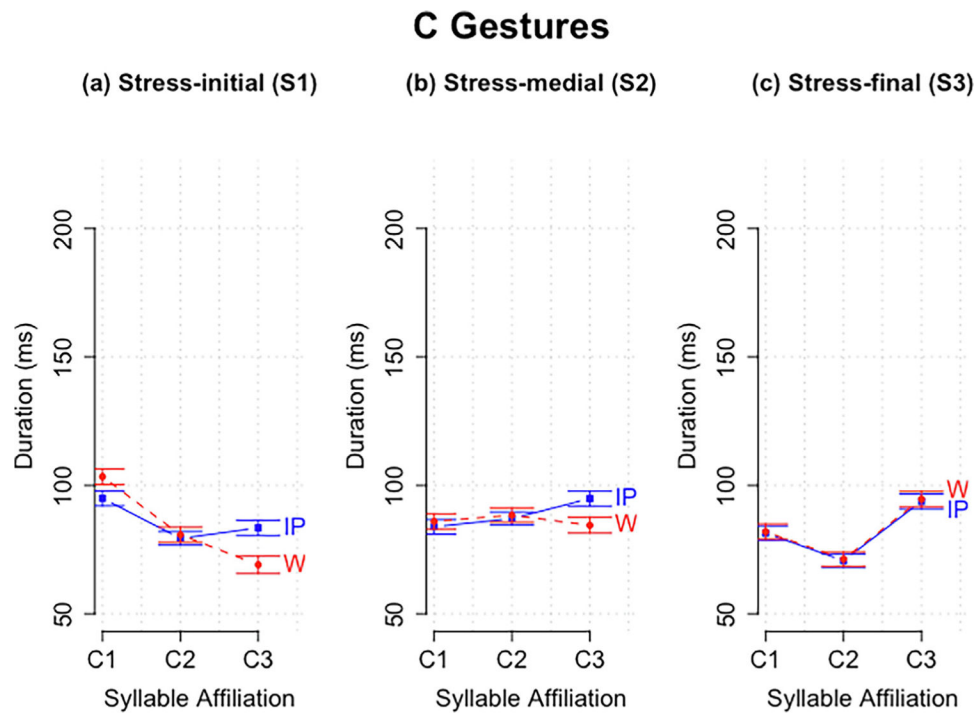 C Gestures
(a) Stress-initial (S1)
(b) Stress-medial (S2)
(c) Stress-final (S3)
Duration (ms)
200
150
100
50
IP
W
C1 C2 C3
Syllable Affiliation
Duration (ms)
200
150
100
50
IP
W
C1 C2 C3
Syllable Affiliation
Duration (ms)
200
150
100
50
W
IP
C1 C2 C3
Syllable Affiliation